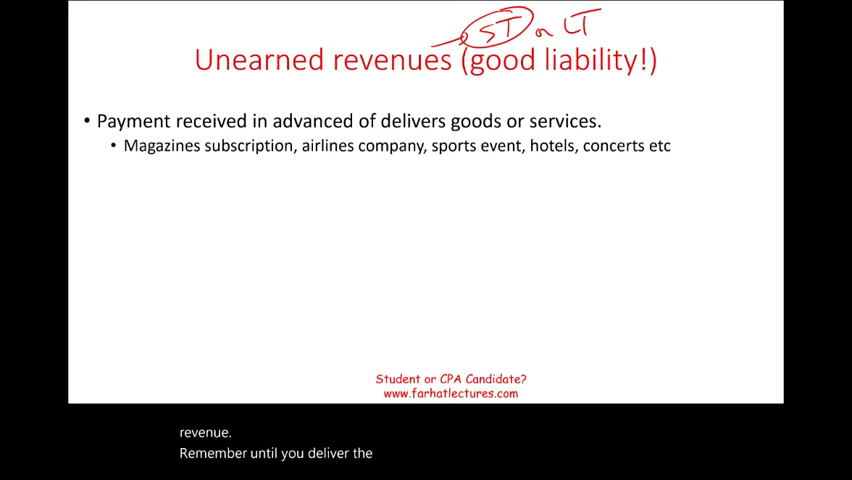 ST or LT
Unearned revenues (good liability!)
• Payment received in advanced of delivers goods or services.
• Magazines subscription, airlines company, sports event, hotels, concerts etc
Student or CPA Candidate?
www.farhatlectures.com
revenue.
Remember until you deliver the